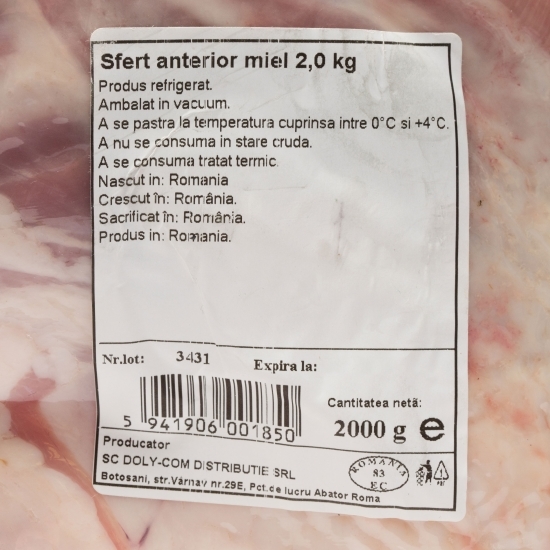 Sfert anterior miel 2,0 kg
Produs refrigerat.
Ambalat in vacuum.
A se pastra la temperatura cuprinsa intre 0°C si +4°C.
A nu se consuma in stare cruda.
A se consuma tratat termic.
Nascut in: Romania
Crescut în: România.
Sacrificat în: România.
Produs in: Romania.
Nr.lot: 3431 Expira la:
5 941906 001850
Cantitatea netă:
2000 g e
Producator
SC DOLY-COM DISTRIBUTIE SRL
Botosani, str.Vârnav nr.29E, Pct.de lucru Abator Roma
ROMANIA
83
EC